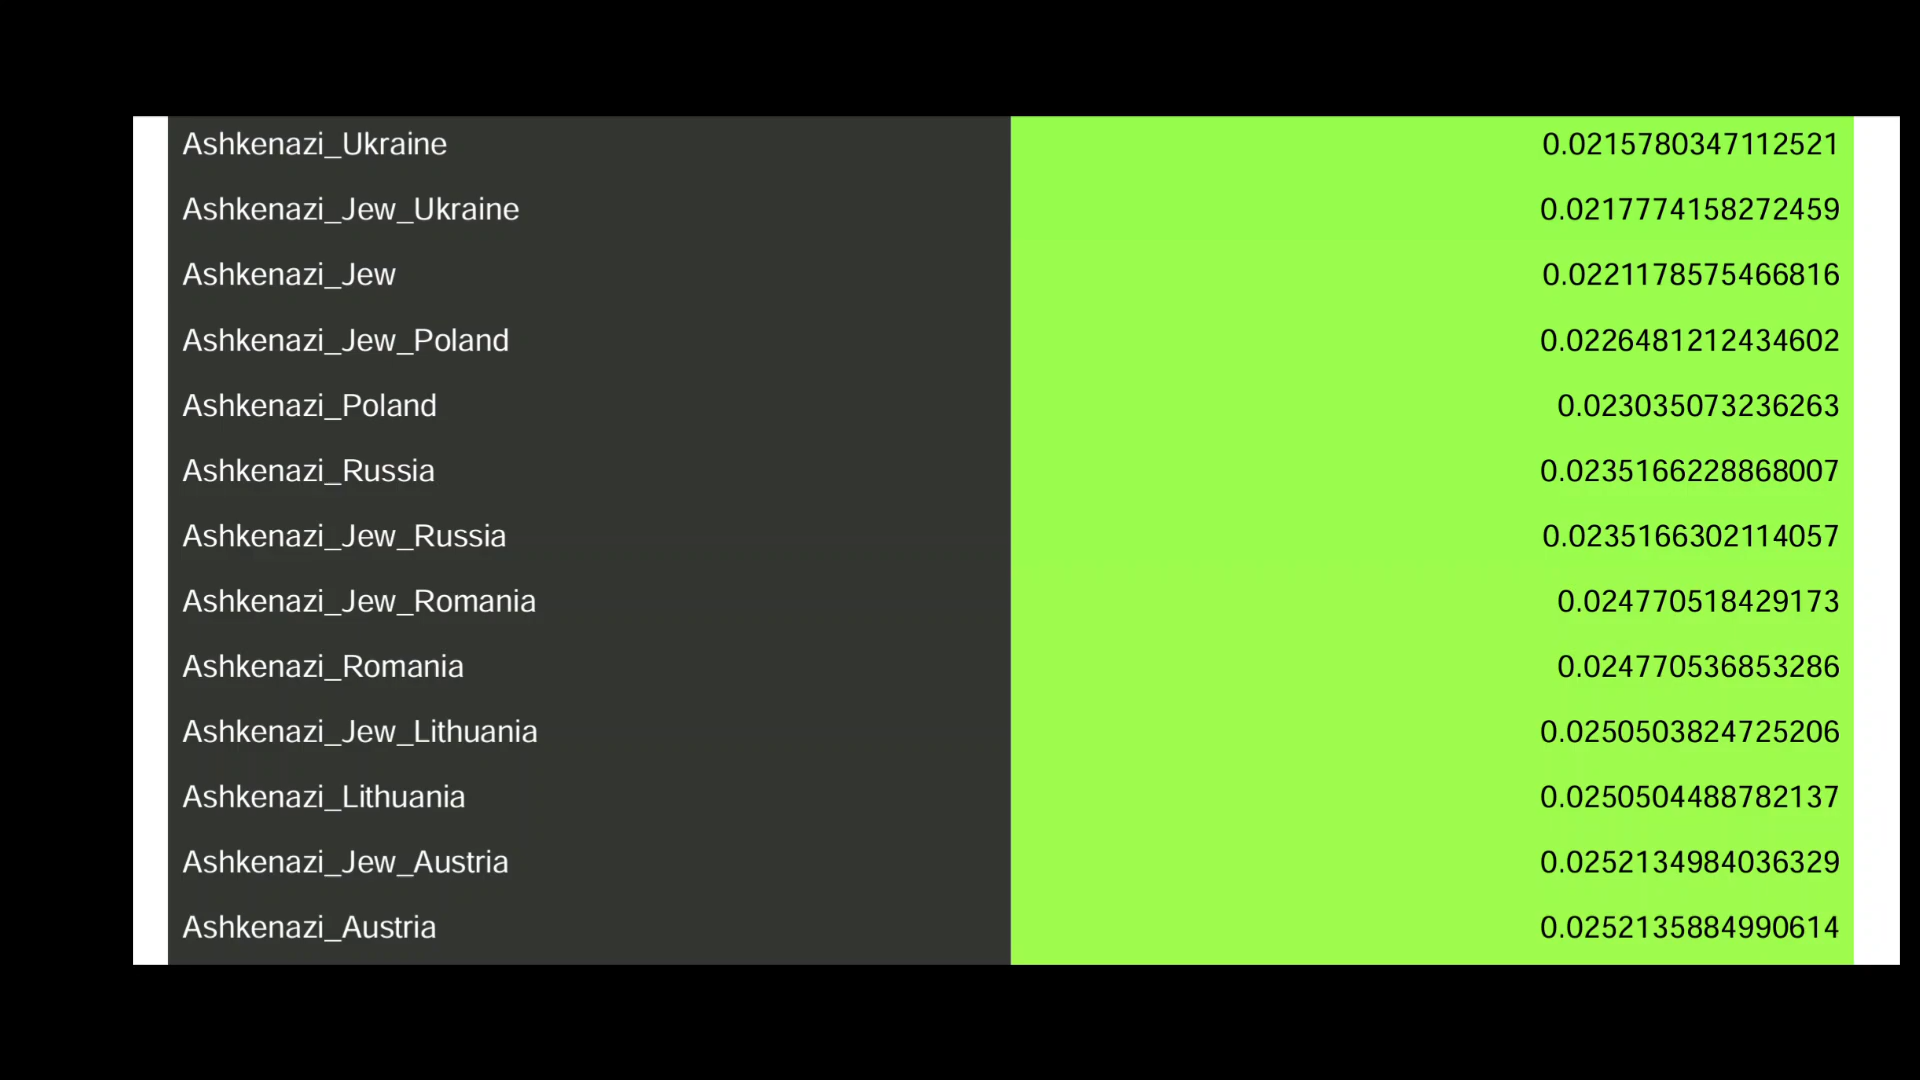 Ashkenazi_Ukraine 0.0215780347112521
Ashkenazi_Jew_Ukraine 0.0217774158272459
Ashkenazi_Jew 0.0221178575466816
Ashkenazi_Jew_Poland 0.0226481212434602
Ashkenazi_Poland 0.023035073236263
Ashkenazi_Russia 0.0235166228868007
Ashkenazi_Jew_Russia 0.0235166302114057
Ashkenazi_Jew_Romania 0.024770518429173
Ashkenazi_Romania 0.024770536853286
Ashkenazi_Jew_Lithuania 0.0250503824725206
Ashkenazi_Lithuania 0.0250504488782137
Ashkenazi_Jew_Austria 0.0252134984036329
Ashkenazi_Austria 0.0252135884990614